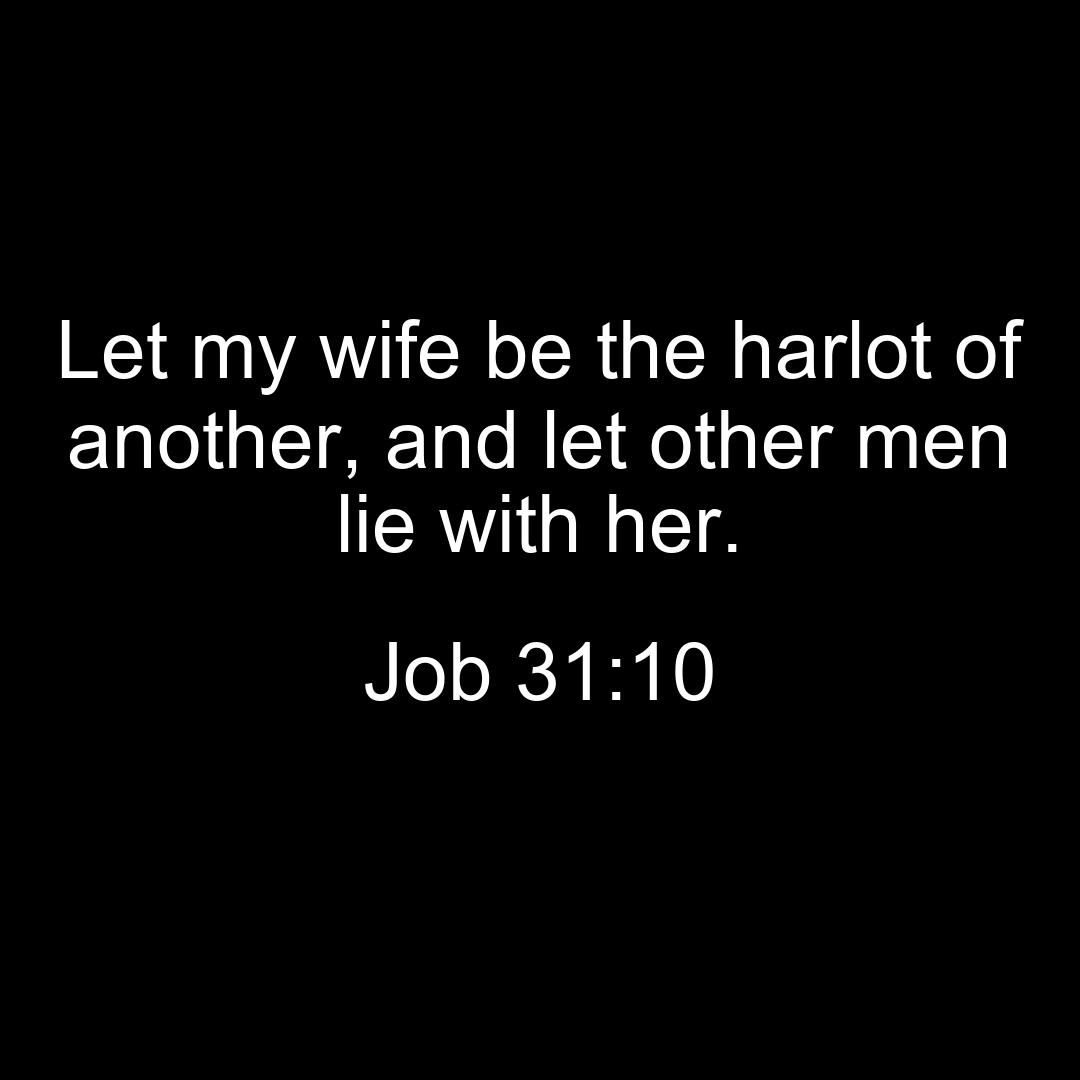 Let my wife be the harlot of
another, and let other men
lie with her.
Job 31:10